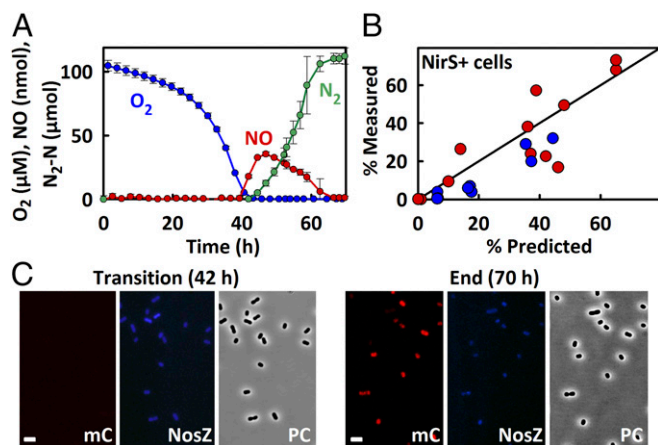 A
B
O₂ (μM), NO (nmol),
N₂-N (μmol)
100
50
0
O₂
NO
N₂
0 20 40 60
Time (h)
% Measured
60
40
20
0
NirS+ cells
0 20 40 60 80
% Predicted
C
Transition (42 h) End (70 h)
mC NosZ PC mC NosZ PC